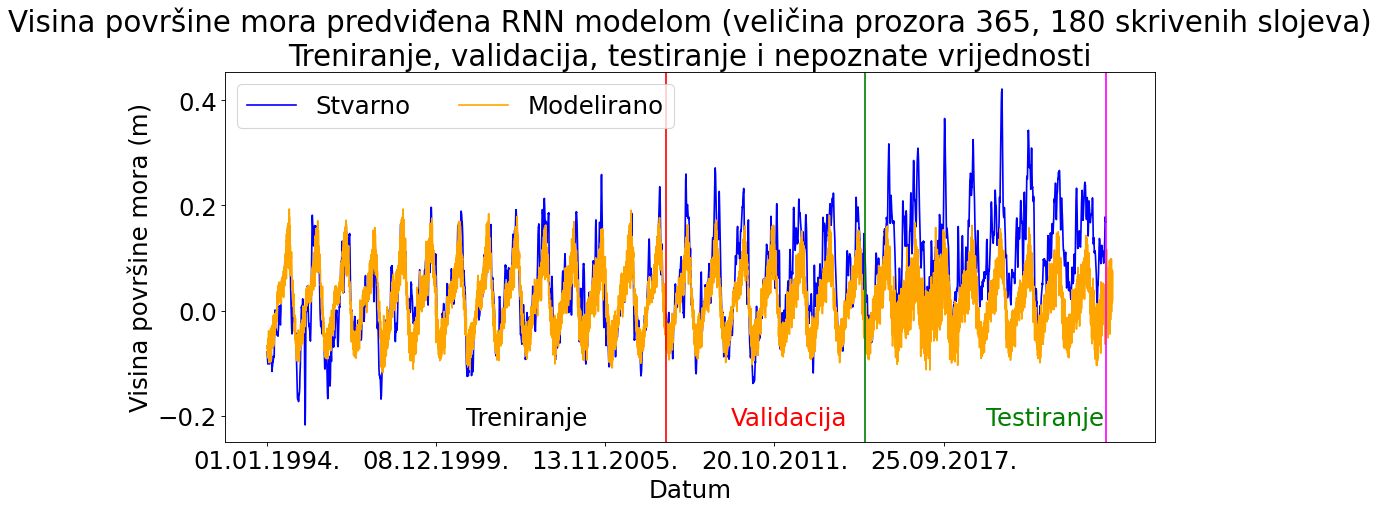 Visina površine mora predviđena RNN modelom (veličina prozora 365, 180 skrivenih slojeva)
Treniranje, validacija, testiranje i nepoznate vrijednosti
Stvarno
Modelirano
Visina površine mora (m)
0.4
0.2
0.0
−0.2
Treniranje
Validacija
Testiranje
01.01.1994.
08.12.1999.
13.11.2005.
20.10.2011.
25.09.2017.
Datum